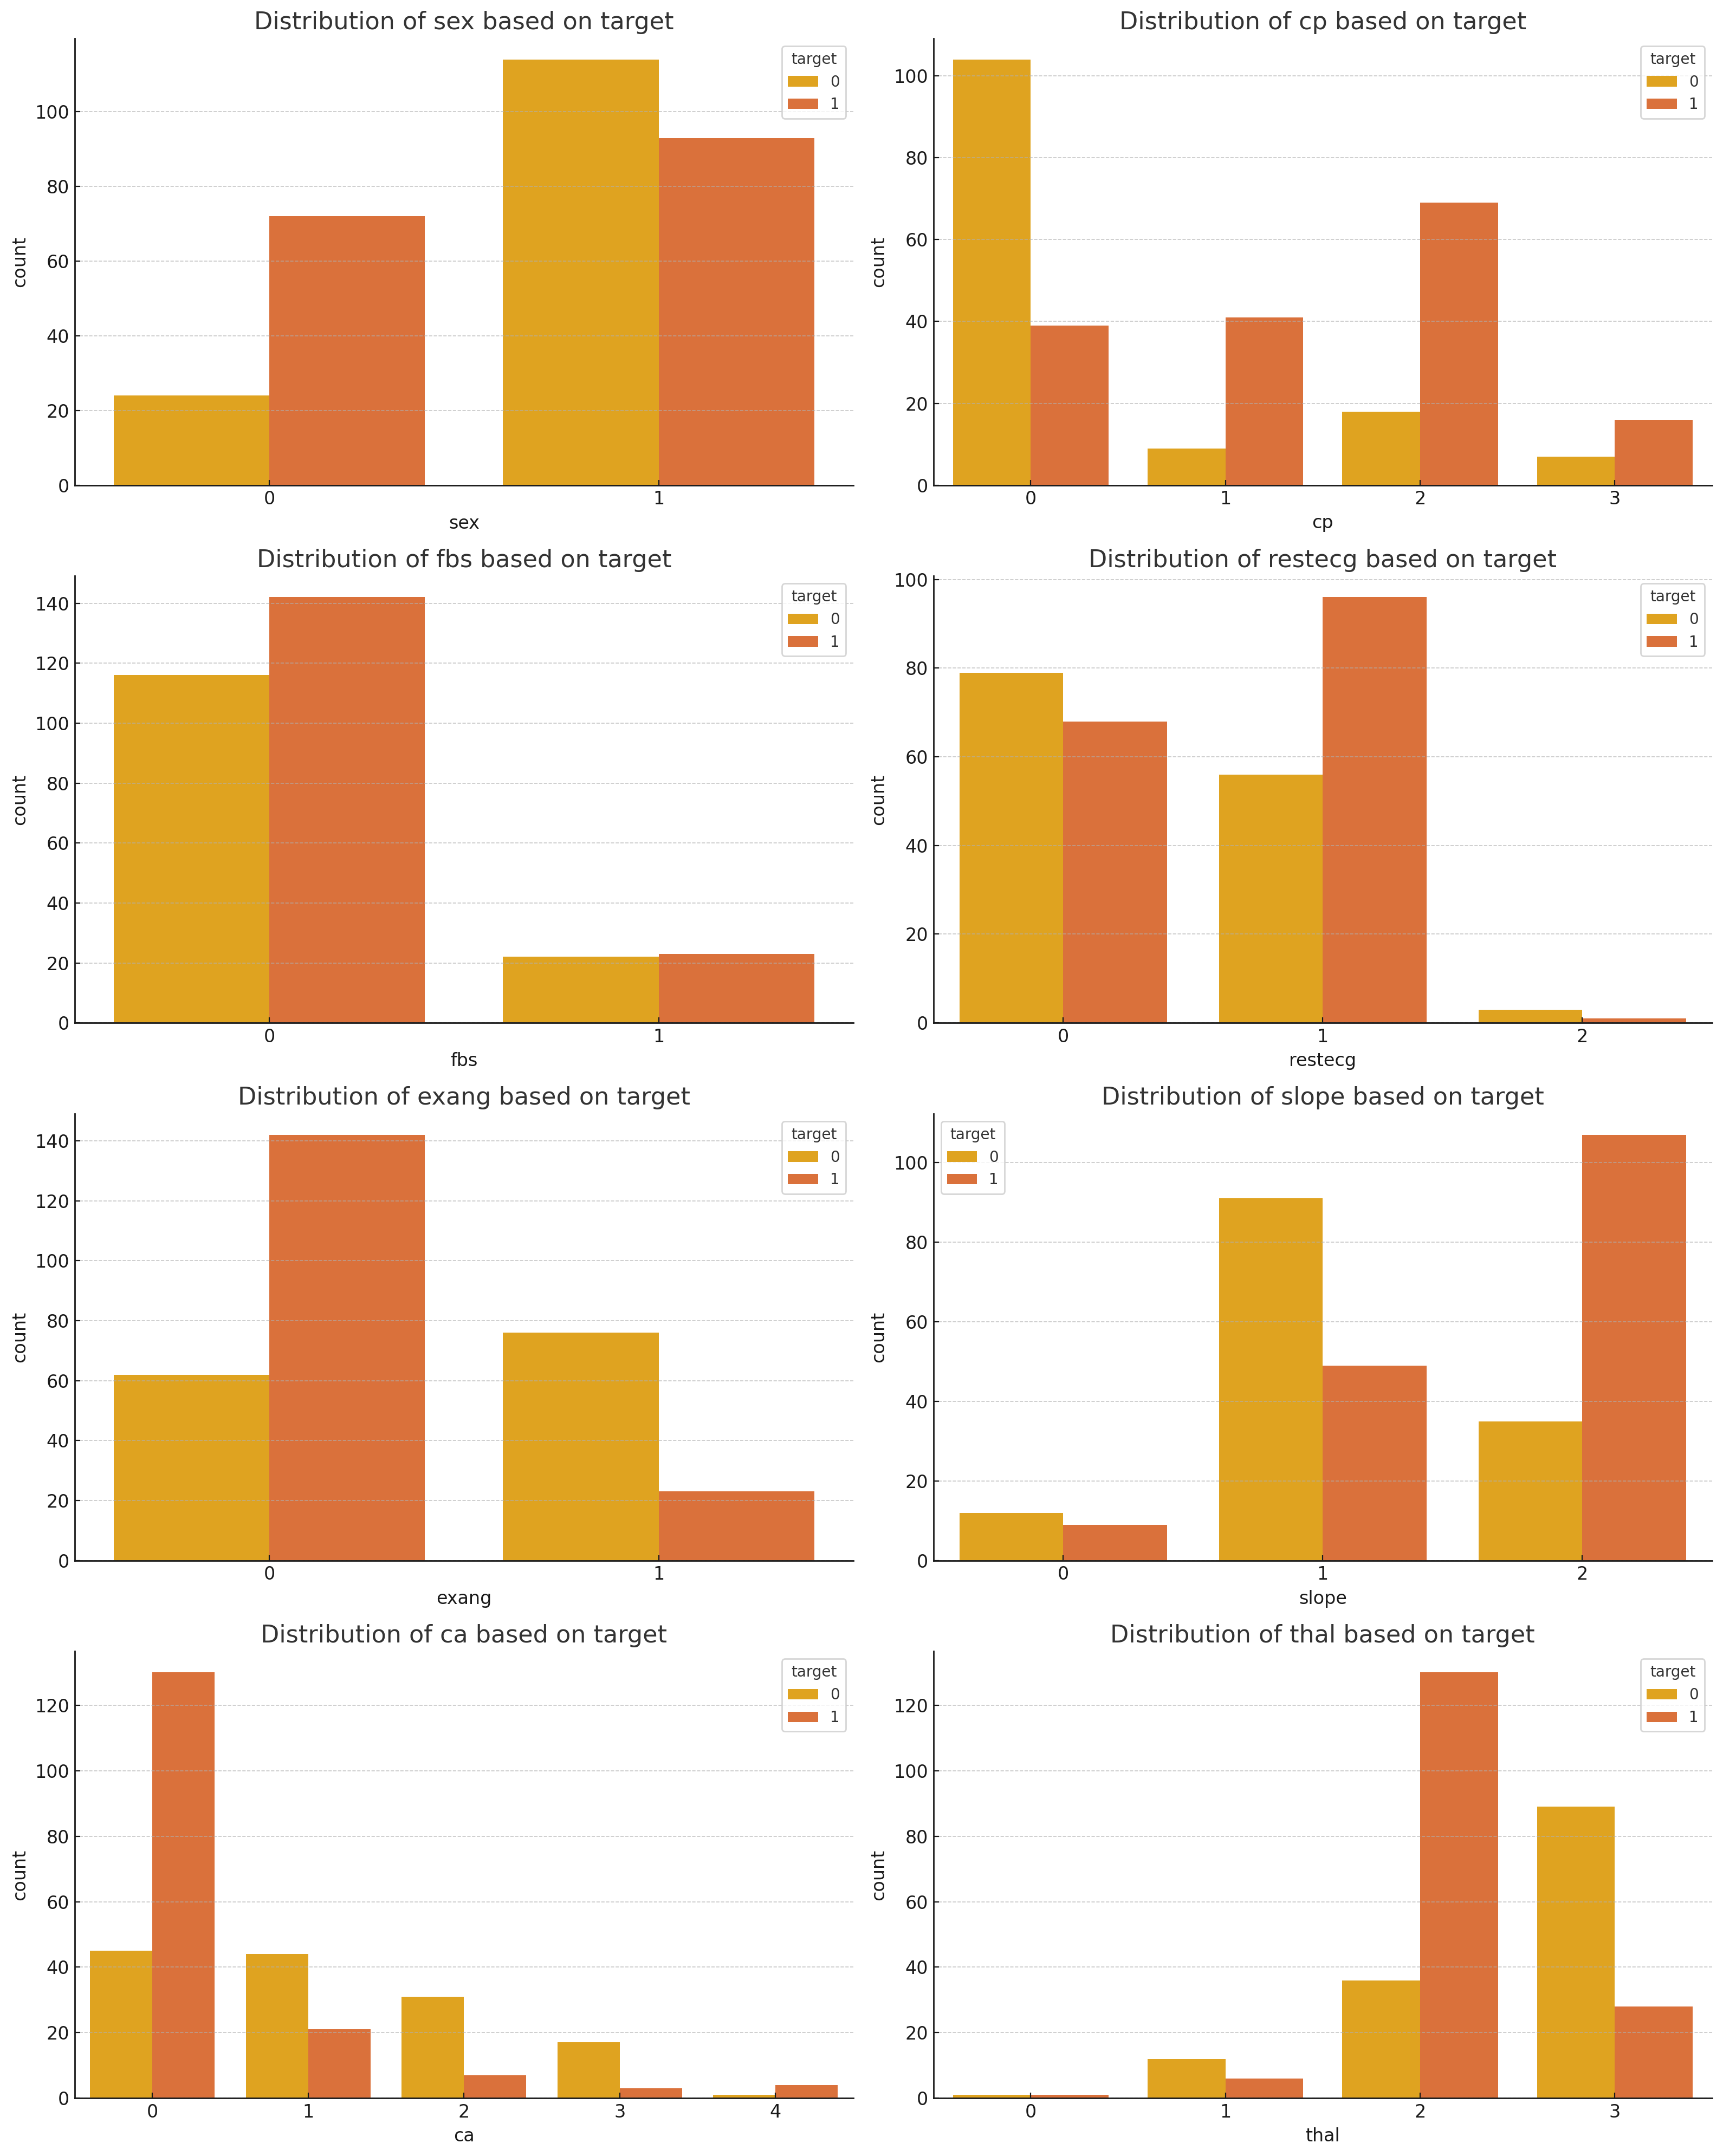 Distribution of sex based on target
target
0
1
100
80
60
40
20
0
count
0 1
sex
Distribution of cp based on target
target
0
1
100
80
60
40
20
0
count
0 1 2 3
cp
Distribution of fbs based on target
target
0
1
140
120
100
80
60
40
20
0
count
0 1
fbs
Distribution of restecg based on target
target
0
1
100
80
60
40
20
0
count
0 1 2
restecg
Distribution of exang based on target
target
0
1
140
120
100
80
60
40
20
0
count
0 1
exang
Distribution of slope based on target
target
0
1
100
80
60
40
20
0
count
0 1 2
slope
Distribution of ca based on target
target
0
1
120
100
80
60
40
20
0
count
0 1 2 3 4
ca
Distribution of thal based on target
target
0
1
120
100
80
60
40
20
0
count
0 1 2 3
thal